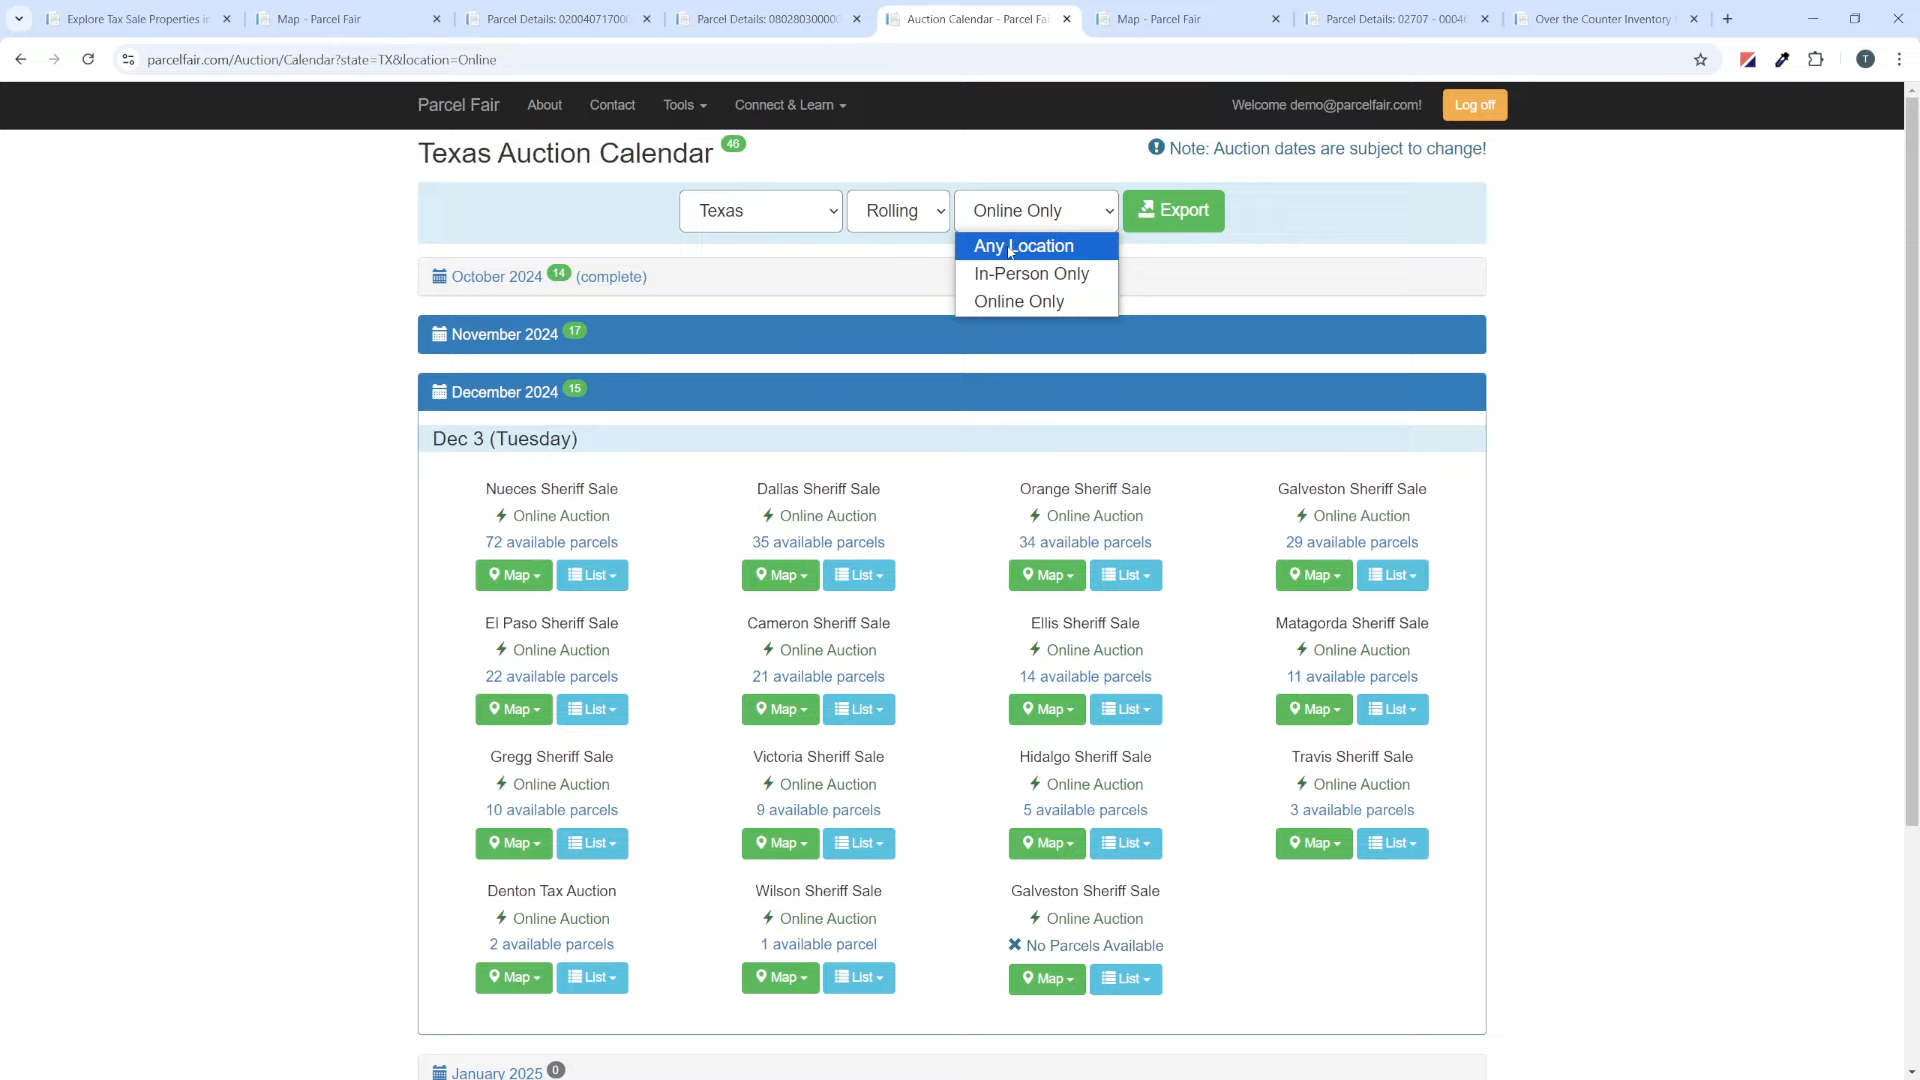 Explore Tax Sale Properties in
Map - Parcel Fair
Parcel Details: 02004071700
Parcel Details: 0802803000
Auction Calendar - Parcel Fa
Map - Parcel Fair
Parcel Details: 02707 - 0004
Over the Counter Inventory
parcelfair.com/Auction/Calendar?state=TX&location=Online
T
Parcel Fair
About
Contact
Tools
Connect & Learn
Welcome demo@parcelfair.com!
Log off
Texas Auction Calendar 46
Note: Auction dates are subject to change!
Texas
Rolling
Online Only
Export
Any Location
In-Person Only
Online Only
October 2024 14 (complete)
November 2024 17
December 2024 15
Dec 3 (Tuesday)
Nueces Sheriff Sale
Online Auction
72 available parcels
Map List
Dallas Sheriff Sale
Online Auction
35 available parcels
Map List
Orange Sheriff Sale
Online Auction
34 available parcels
Map List
Galveston Sheriff Sale
Online Auction
29 available parcels
Map List
El Paso Sheriff Sale
Online Auction
22 available parcels
Map List
Cameron Sheriff Sale
Online Auction
21 available parcels
Map List
Ellis Sheriff Sale
Online Auction
14 available parcels
Map List
Matagorda Sheriff Sale
Online Auction
11 available parcels
Map List
Gregg Sheriff Sale
Online Auction
10 available parcels
Map List
Victoria Sheriff Sale
Online Auction
9 available parcels
Map List
Hidalgo Sheriff Sale
Online Auction
5 available parcels
Map List
Travis Sheriff Sale
Online Auction
3 available parcels
Map List
Denton Tax Auction
Online Auction
2 available parcels
Map List
Wilson Sheriff Sale
Online Auction
1 available parcel
Map List
Galveston Sheriff Sale
Online Auction
No Parcels Available
Map List
January 2025 0